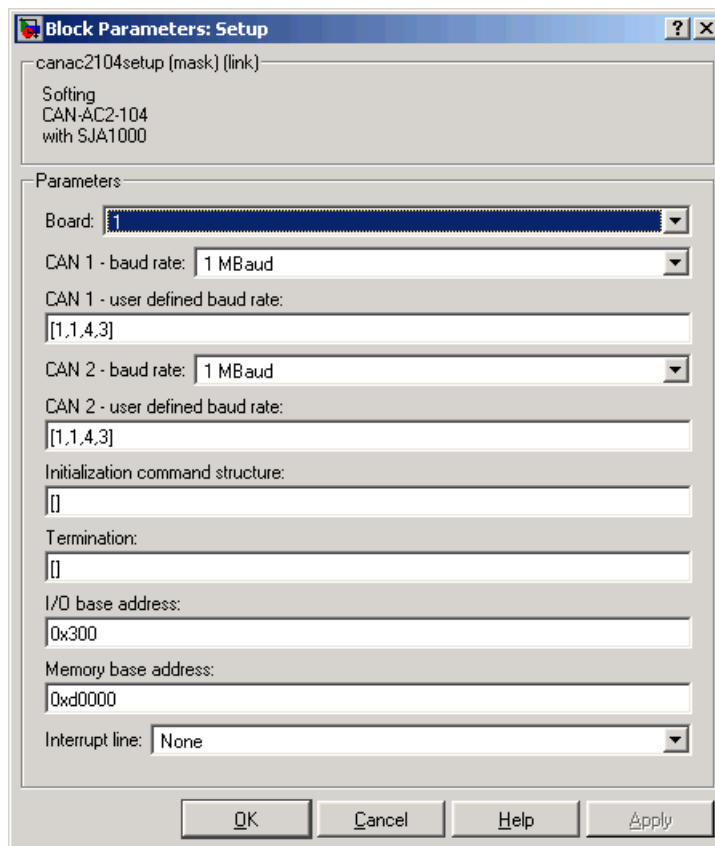 Block Parameters: Setup
canac2104setup (mask) (link)
Softing
CAN-AC2-104
with SJA1000
Parameters
Board: 1
CAN 1 - baud rate: 1 MBaud
CAN 1 - user defined baud rate:
[1,1,4,3]
CAN 2 - baud rate: 1 MBaud
CAN 2 - user defined baud rate:
[1,1,4,3]
Initialization command structure:
[]
Termination:
[]
I/O base address:
0x300
Memory base address:
0xd0000
Interrupt line: None
OK Cancel Help Apply